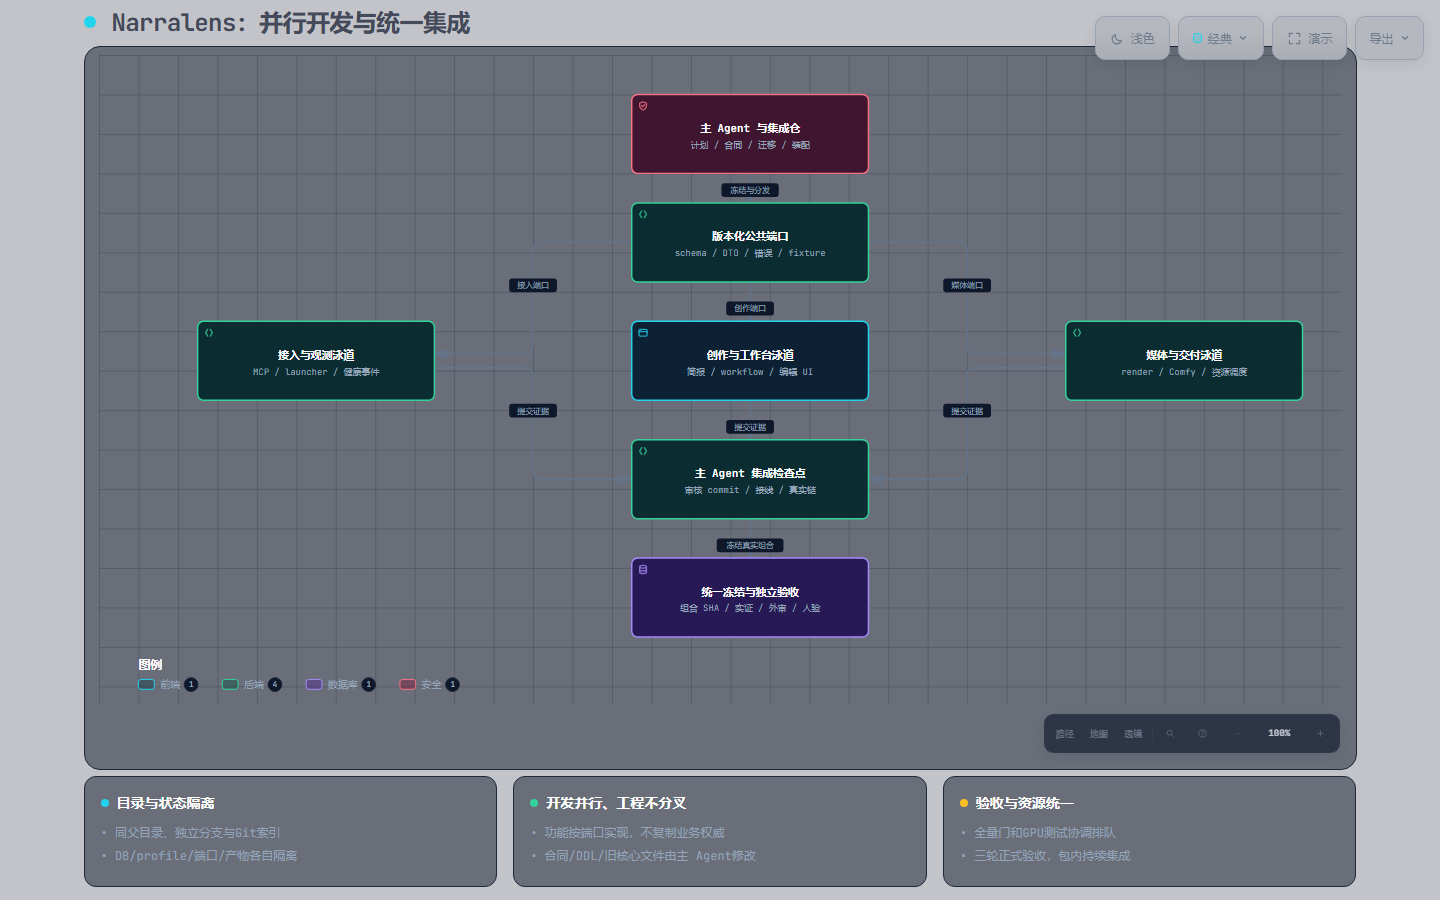 Narralens：并行开发与统一集成
浅色
经典
演示
导出
主 Agent 与集成仓
计划 / 合同 / 迁移 / 装配
冻结与分发
版本化公共端口
schema / DTO / 错误 / fixture
接入端口
媒体端口
创作端口
接入与观测泳道
MCP / launcher / 健康事件
创作与工作台泳道
简报 / workflow / 编辑 UI
媒体与交付泳道
render / Comfy / 资源调度
提交证据
提交证据
提交证据
主 Agent 集成检查点
审核 commit / 接线 / 真实链
冻结真实组合
统一冻结与独立验收
组合 SHA / 实证 / 外审 / 人验
图例
前端 1
后端 4
数据库 1
安全 1
路径
地图
透镜
100%
目录与状态隔离
• 同父目录、独立分支与Git索引
• DB/profile/端口/产物各自隔离
开发并行、工程不分叉
• 功能按端口实现，不复制业务权威
• 合同/DDL/旧核心文件由主 Agent修改
验收与资源统一
• 全量门和GPU测试协调排队
• 三轮正式验收，包内持续集成